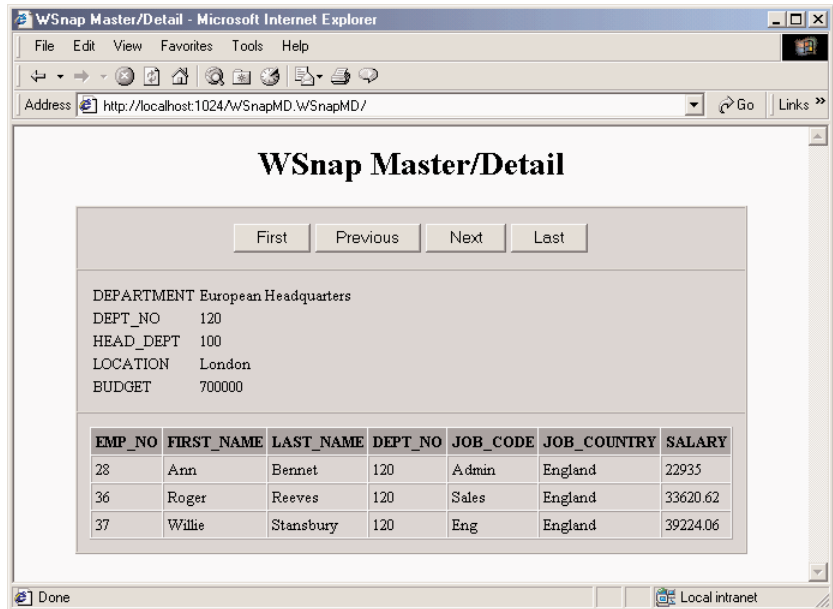 WSnap Master/Detail - Microsoft Internet Explorer
File Edit View Favorites Tools Help
Address http://localhost:1024/WSnapMD.WSnapMD/ Go Links »
WSnap Master/Detail
First Previous Next Last
DEPARTMENT European Headquarters
DEPT_NO 120
HEAD_DEPT 100
LOCATION London
BUDGET 700000
EMP_NO FIRST_NAME LAST_NAME DEPT_NO JOB_CODE JOB_COUNTRY SALARY
28 Ann Bennet 120 Admin England 22935
36 Roger Reeves 120 Sales England 33620.62
37 Willie Stansbury 120 Eng England 39224.06
Done Local intranet